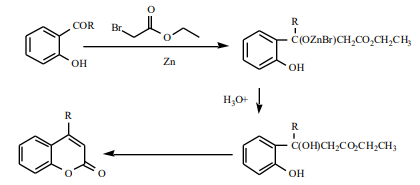 COR
OH
Br
O
O
Zn
R
C(OZnBr)CH2CO2CH2CH3
OH
H3O+
R
C(OH)CH2CO2CH2CH3
OH
R
O
O